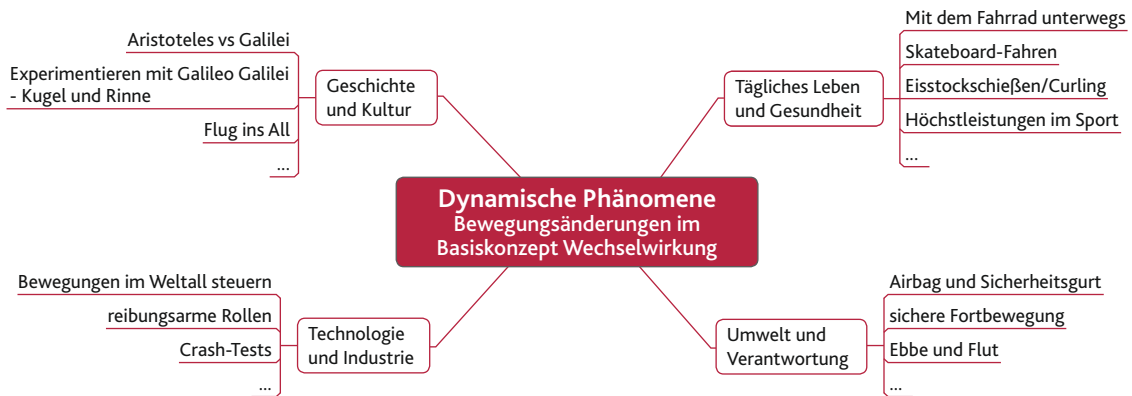 Aristoteles vs Galilei
Experimentieren mit Galileo Galilei
- Kugel und Rinne
Flug ins All
...
Geschichte
und Kultur
Mit dem Fahrrad unterwegs
Skateboard-Fahren
Eisstockschießen/Curling
Höchstleistungen im Sport
...
Tägliches Leben
und Gesundheit
Dynamische Phänomene
Bewegungsänderungen im
Basiskonzept Wechselwirkung
Bewegungen im Weltall steuern
reibungsarme Rollen
Crash-Tests
...
Technologie
und Industrie
Airbag und Sicherheitsgurt
sichere Fortbewegung
Ebbe und Flut
...
Umwelt und
Verantwortung